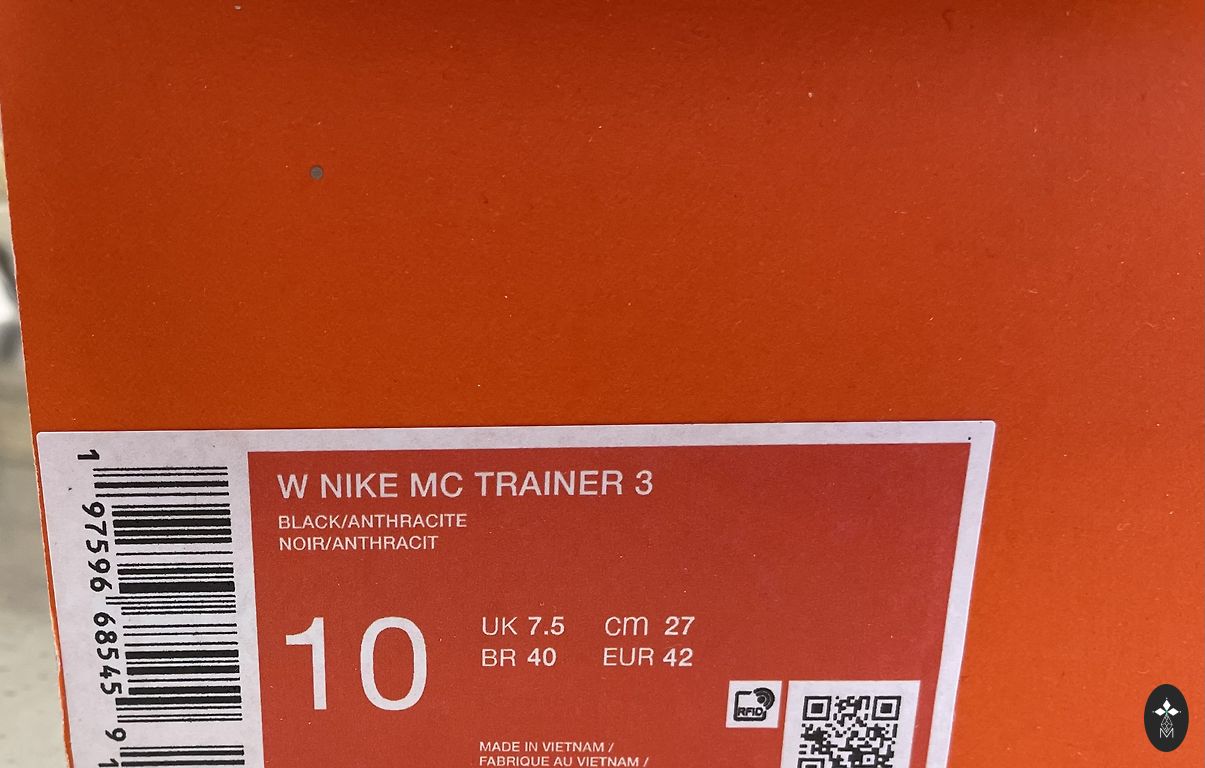 W NIKE MC TRAINER 3
BLACK/ANTHRACITE
NOIR/ANTHRACIT
10
UK 7.5 cm 27
BR 40 EUR 42
RFID
MADE IN VIETNAM /
FABRIQUE AU VIETNAM /
1 97596 68545 9